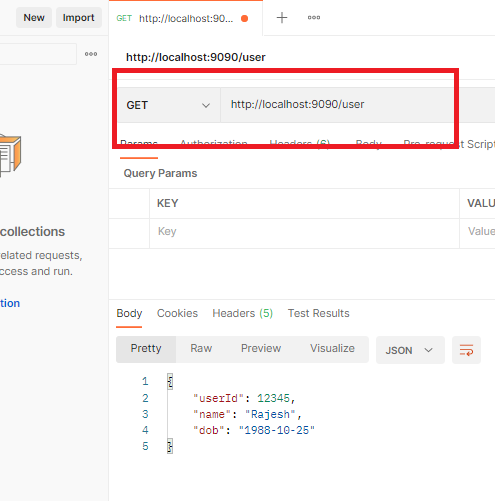 New Import
GET http://localhost:9090/us...
http://localhost:9090/user
GET http://localhost:9090/user
Params Authorization Headers (6) Body Pre-request Script
Query Params
KEY VALU
Key Value
collections
elated requests,
ccess and run.
tion
Body Cookies Headers (5) Test Results
Pretty Raw Preview Visualize JSON
1 {
2 "userId": 12345,
3 "name": "Rajesh",
4 "dob": "1988-10-25"
5 }